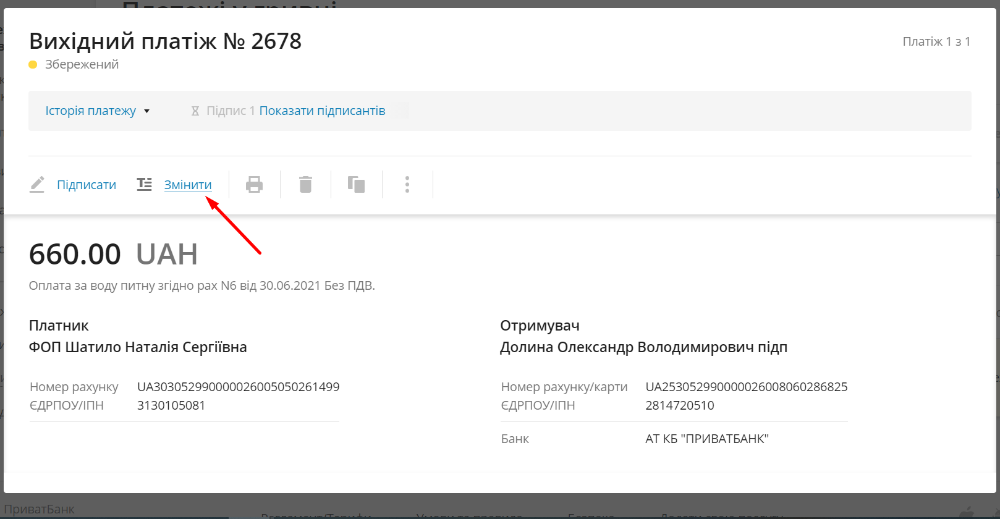 Вихідний платіж № 2678
Платіж 1 з 1
Збережений
Історія платежу Підпис 1 Показати підписантів
Підписати Змінити
660.00 UAH
Оплата за воду питну згідно рах N6 від 30.06.2021 Без ПДВ.
Платник
ФОП Шатило Наталія Сергіївна
Номер рахунку UA303052990000026005050261499
ЄДРПОУ/ІПН 3130105081
Отримувач
Долина Олександр Володимирович підп
Номер рахунку/карти UA253052990000026008060286825
ЄДРПОУ/ІПН 2814720510
Банк АТ КБ "ПРИВАТБАНК"
ПриватБанк